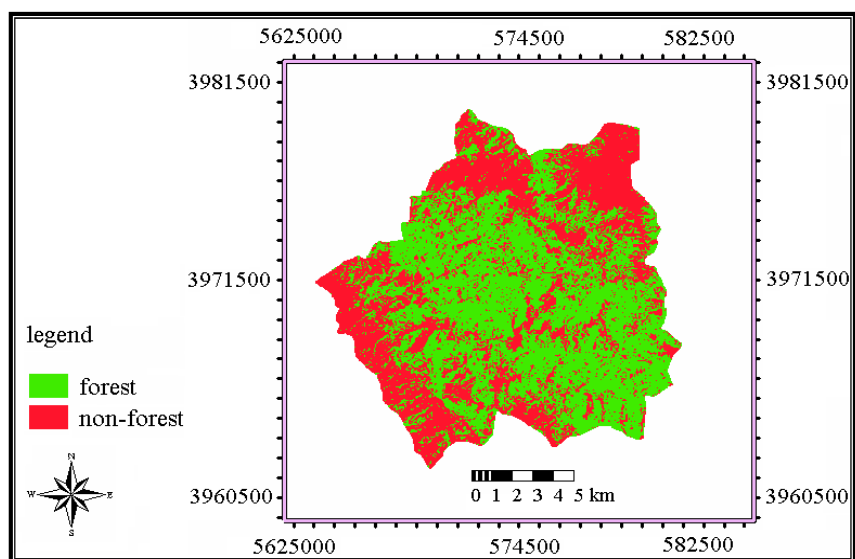 5625000 574500 582500
3981500 3981500
3971500 3971500
legend
forest
non-forest
N
W E
S
0 1 2 3 4 5 km
3960500 3960500
5625000 574500 582500